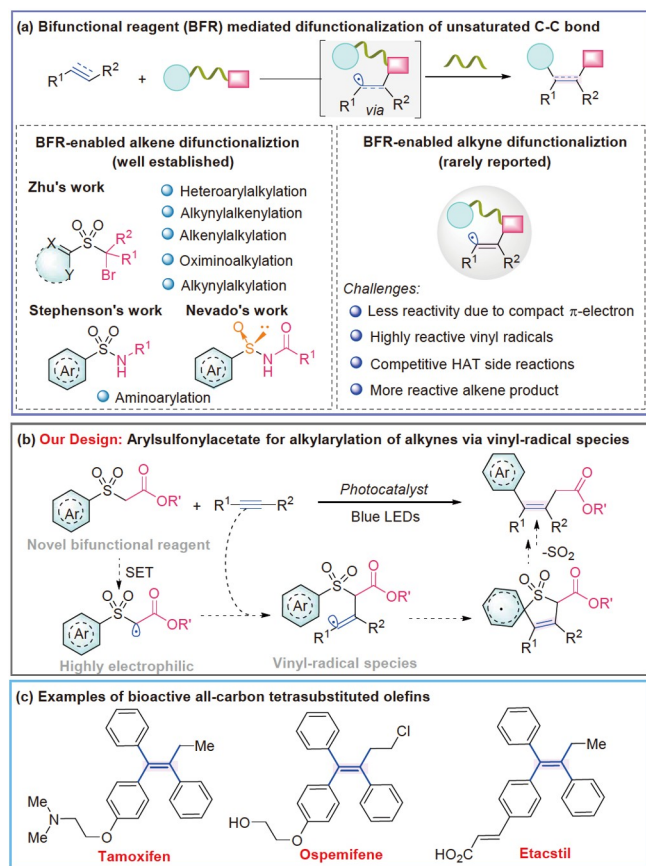 (a) Bifunctional reagent (BFR) mediated difunctionalization of unsaturated C-C bond
R1 R2 +
R1 R2
via
R1 R2
BFR-enabled alkene difunctionaliztion
(well established)
Zhu's work
X Y O O S R2 R1 Br
Heteroarylalkylation
Alkynylalkenylation
Alkenylalkylation
Oximinoalkylation
Alkynylalkylation
Stephenson's work
Nevado's work
Ar O O S N H R1
Ar O S N H O R1
Aminoarylation
BFR-enabled alkyne difunctionaliztion
(rarely reported)
R1 R2
Challenges:
Less reactivity due to compact π-electron
Highly reactive vinyl radicals
Competitive HAT side reactions
More reactive alkene product
(b) Our Design: Arylsulfonylacetate for alkylarylation of alkynes via vinyl-radical species
Ar O O S O OR'
+
R1 R2
Photocatalyst
Blue LEDs
Ar O OR' R1 R2
Novel bifunctional reagent
SET
-SO2
Ar O O S O OR'
Highly electrophilic
Ar O O S O OR' R1 R2
Vinyl-radical species
O O S O OR' R1 R2
(c) Examples of bioactive all-carbon tetrasubstituted olefins
Me
Me N Me O
Tamoxifen
Cl
HO O
Ospemifene
Me
HO2C
Etacstil